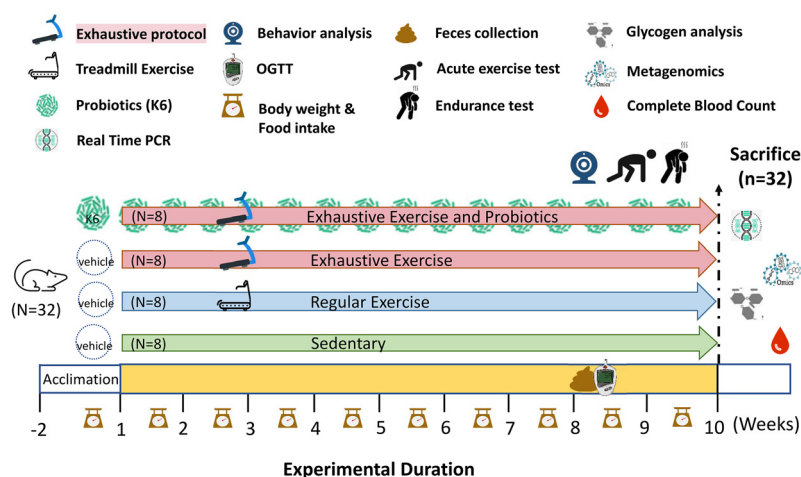 Exhaustive protocol
Behavior analysis
Feces collection
Glycogen analysis
Treadmill Exercise
OGTT
Acute exercise test
Metagenomics
Probiotics (K6)
Body weight &
Food intake
Endurance test
Complete Blood Count
Real Time PCR
Sacrifice
(n=32)
K6
(N=8)
Exhaustive Exercise and Probiotics
vehicle
(N=8)
Exhaustive Exercise
(N=32)
vehicle
(N=8)
Regular Exercise
Omics
vehicle
(N=8)
Sedentary
Acclimation
-2 1 2 3 4 5 6 7 8 9 10 (Weeks)
Experimental Duration